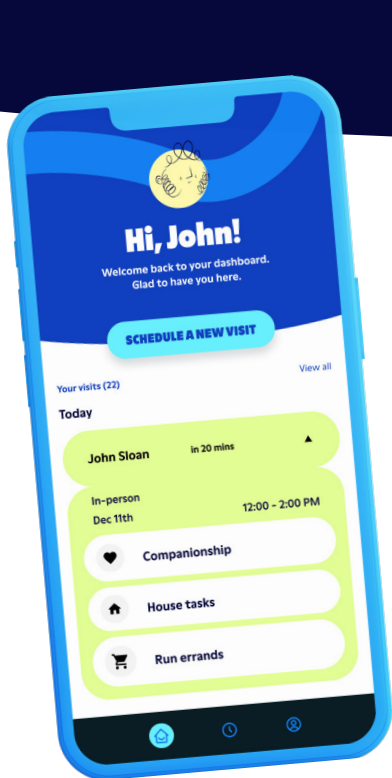 Hi, John!
Welcome back to your dashboard.
Glad to have you here.
SCHEDULE A NEW VISIT
Your visits (22)
View all
Today
John Sloan
in 20 mins
In-person
Dec 11th
12:00 - 2:00 PM
Companionship
House tasks
Run errands